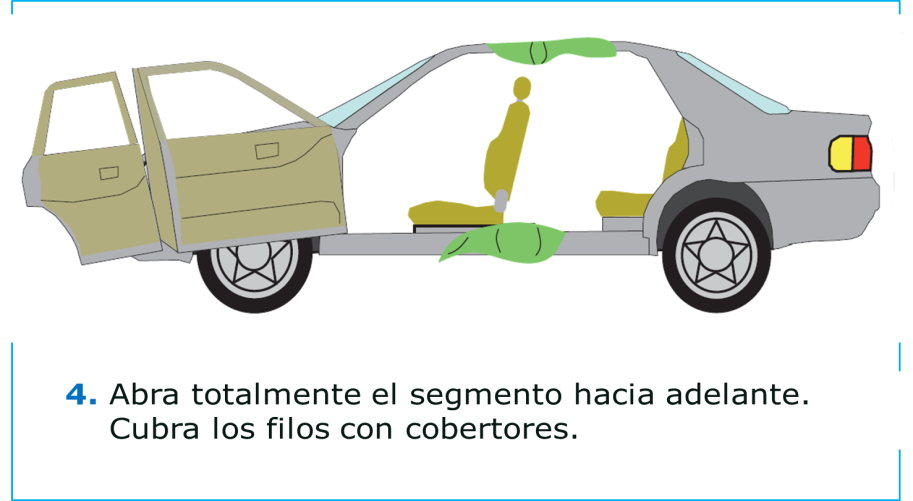 4. Abra totalmente el segmento hacia adelante.
Cubra los filos con cobertores.